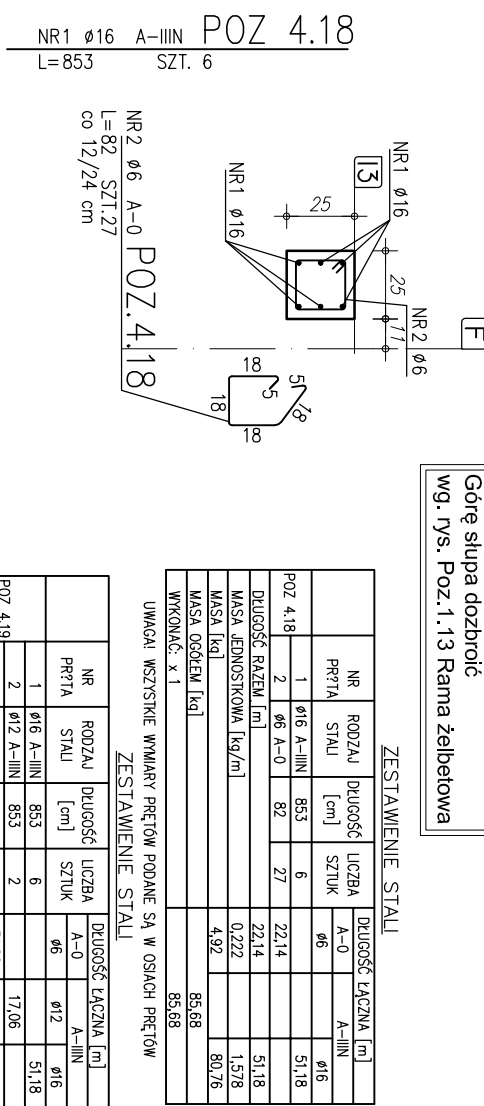 NR1 ø16 A-IIIN POZ 4.18
L=853 SZT. 6
NR2 ø6 A-0 POZ.4.18
L=82 SZT.27
co 12/24 cm
NR1 ø16
NR1 ø16
13
25
25
11
NR2 ø6
F
18
18
18
18
5
5
Górę słupa dozbroić
wg. rys. Poz.1.13 Rama żelbetowa
ZESTAWIENIE STALI
NR PR?TA RODZAJ STALI DŁUGOŚĆ [cm] LICZBA SZTUK DŁUGOŚĆ ŁĄCZNA [m]
A-0 A-IIIN
ø6 ø16
POZ 4.18
1 ø16 A-IIIN 853 6 51,18
2 ø6 A-0 82 27 22,14
DŁUGOŚĆ RAZEM [m] 22,14 51,18
MASA JEDNOSTKOWA [kg/m] 0,222 1,578
MASA [kg] 4,92 80,76
MASA OGÓŁEM [kg] 85,68
WYKONAĆ: x 1 85,68
UWAGA! WSZYSTKIE WYMIARY PRĘTÓW PODANE SĄ W OSIACH PRĘTÓW
ZESTAWIENIE STALI
NR PR?TA RODZAJ STALI DŁUGOŚĆ [cm] LICZBA SZTUK DŁUGOŚĆ ŁĄCZNA [m]
A-0 A-IIIN
ø6 ø12 ø16
POZ 4.19
1 ø16 A-IIIN 853 6 51,18
2 ø12 A-IIIN 853 2 17,06